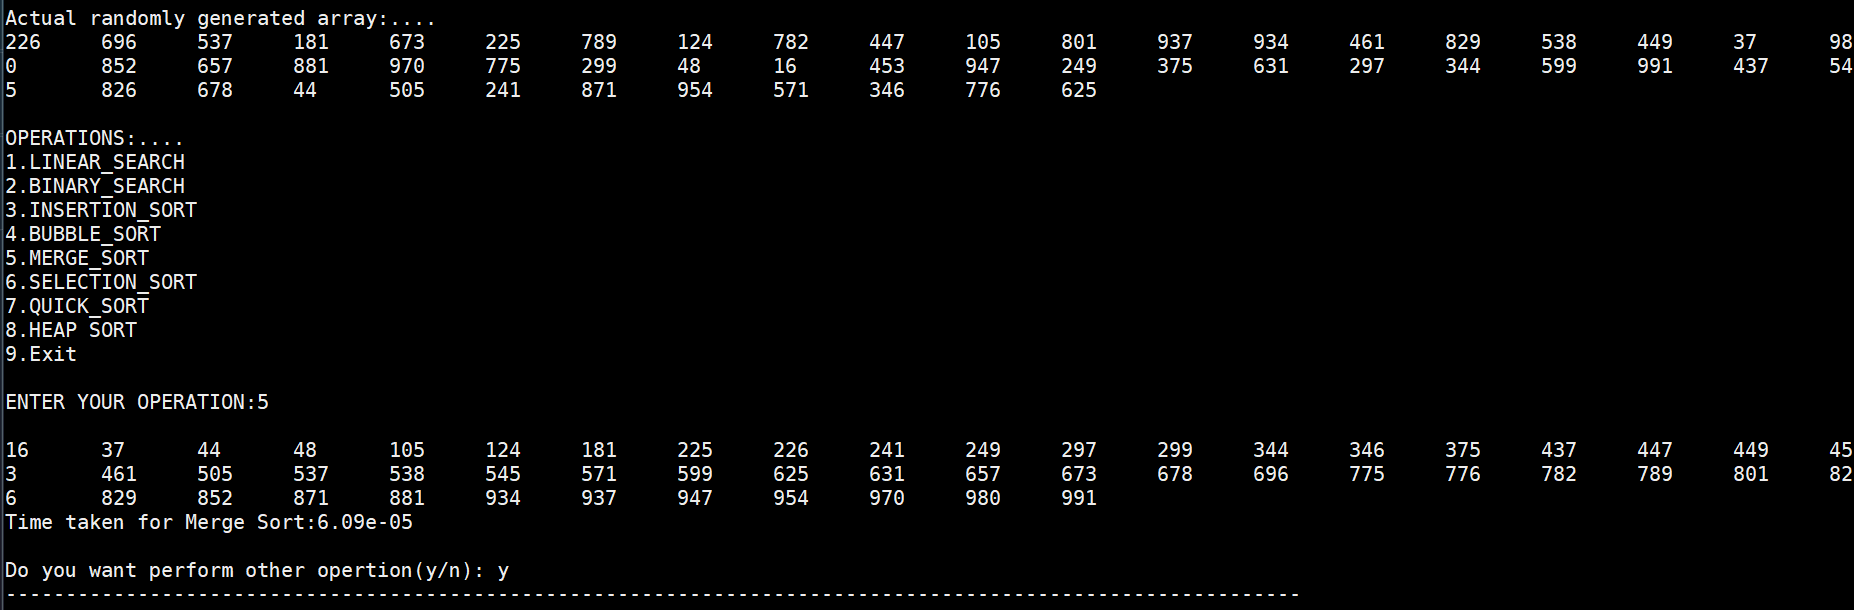 Actual randomly generated array:....
226 696 537 181 673 225 789 124 782 447 105 801 937 934 461 829 538 449 37 98
0 852 657 881 970 775 299 48 16 453 947 249 375 631 297 344 599 991 437 54
5 826 678 44 505 241 871 954 571 346 776 625
OPERATIONS:....
1.LINEAR_SEARCH
2.BINARY_SEARCH
3.INSERTION_SORT
4.BUBBLE_SORT
5.MERGE_SORT
6.SELECTION_SORT
7.QUICK_SORT
8.HEAP SORT
9.Exit
ENTER YOUR OPERATION:5
16 37 44 48 105 124 181 225 226 241 249 297 299 344 346 375 437 447 449 45
3 461 505 537 538 545 571 599 625 631 657 673 678 696 775 776 782 789 801 82
6 829 852 871 881 934 937 947 954 970 980 991
Time taken for Merge Sort:6.09e-05
Do you want perform other opertion(y/n): y
------------------------------------------------------------------------------------------------------------